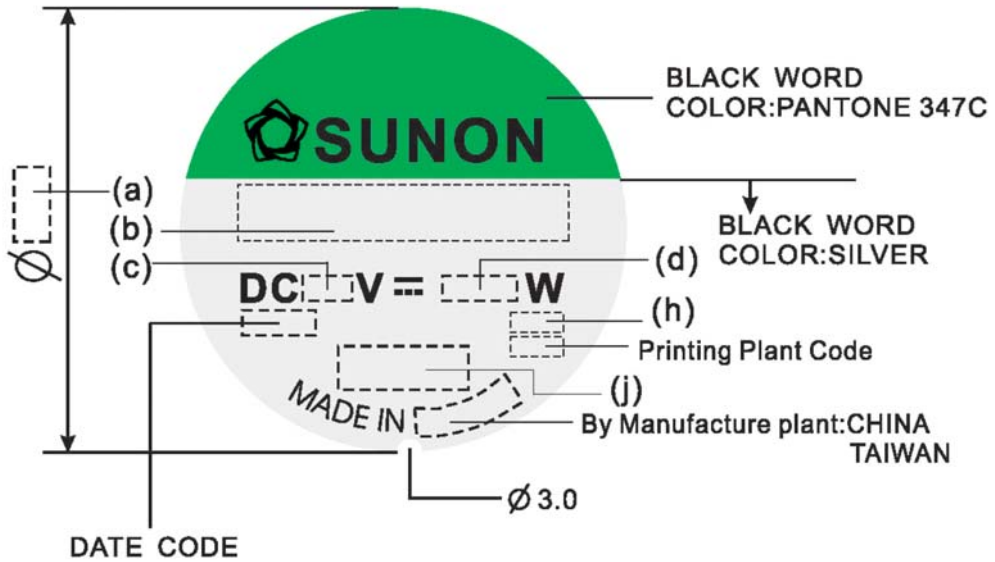 BLACK WORD
COLOR:PANTONE 347C
SUNON
(a)
(b)
(c)
Ø
BLACK WORD
COLOR:SILVER
(d)
DC V W
(h)
Printing Plant Code
(j)
MADE IN
By Manufacture plant:CHINA
TAIWAN
Ø 3.0
DATE CODE